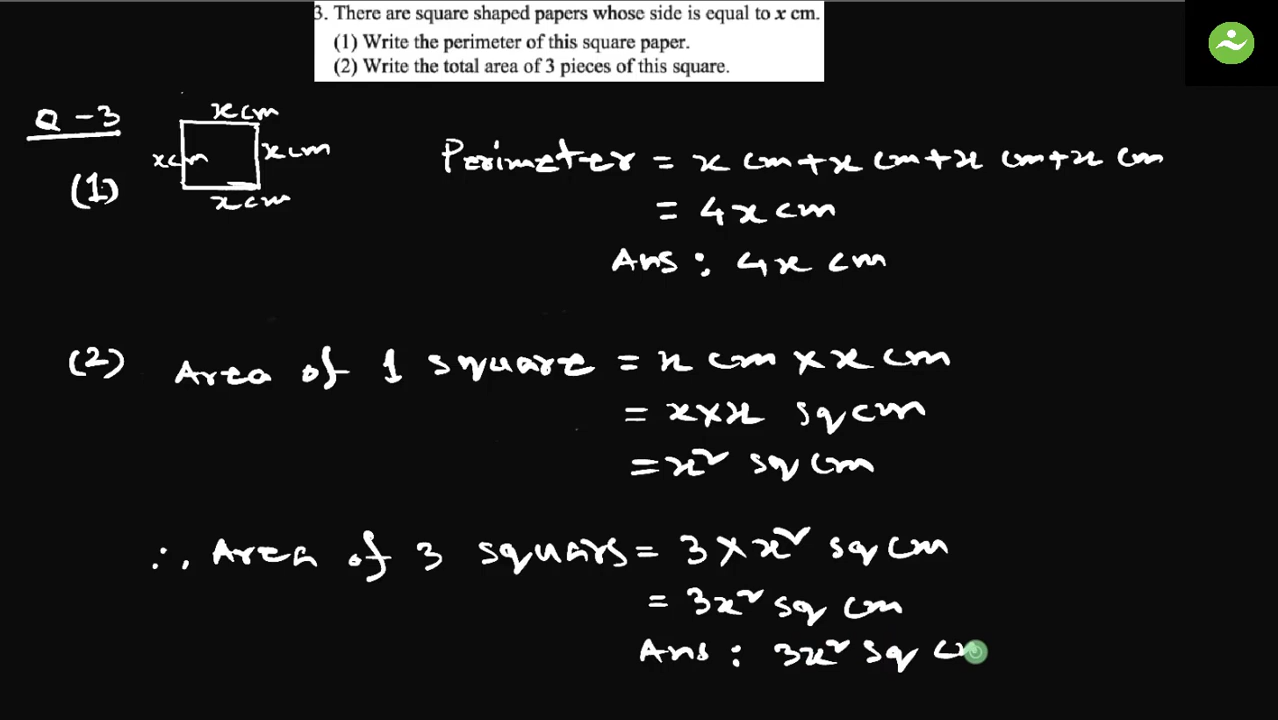 3. There are square shaped papers whose side is equal to x cm.
(1) Write the perimeter of this square paper.
(2) Write the total area of 3 pieces of this square.
Q - 3
(1)
x cm
x cm
x cm
x cm
Perimeter = x cm + x cm + x cm + x cm
= 4x cm
Ans : 4x cm
(2) Area of 1 square = x cm × x cm
= x × x sq cm
= x² sq cm
∴ Area of 3 squars = 3 × x² sq cm
= 3x² sq cm
Ans : 3x² sq cm